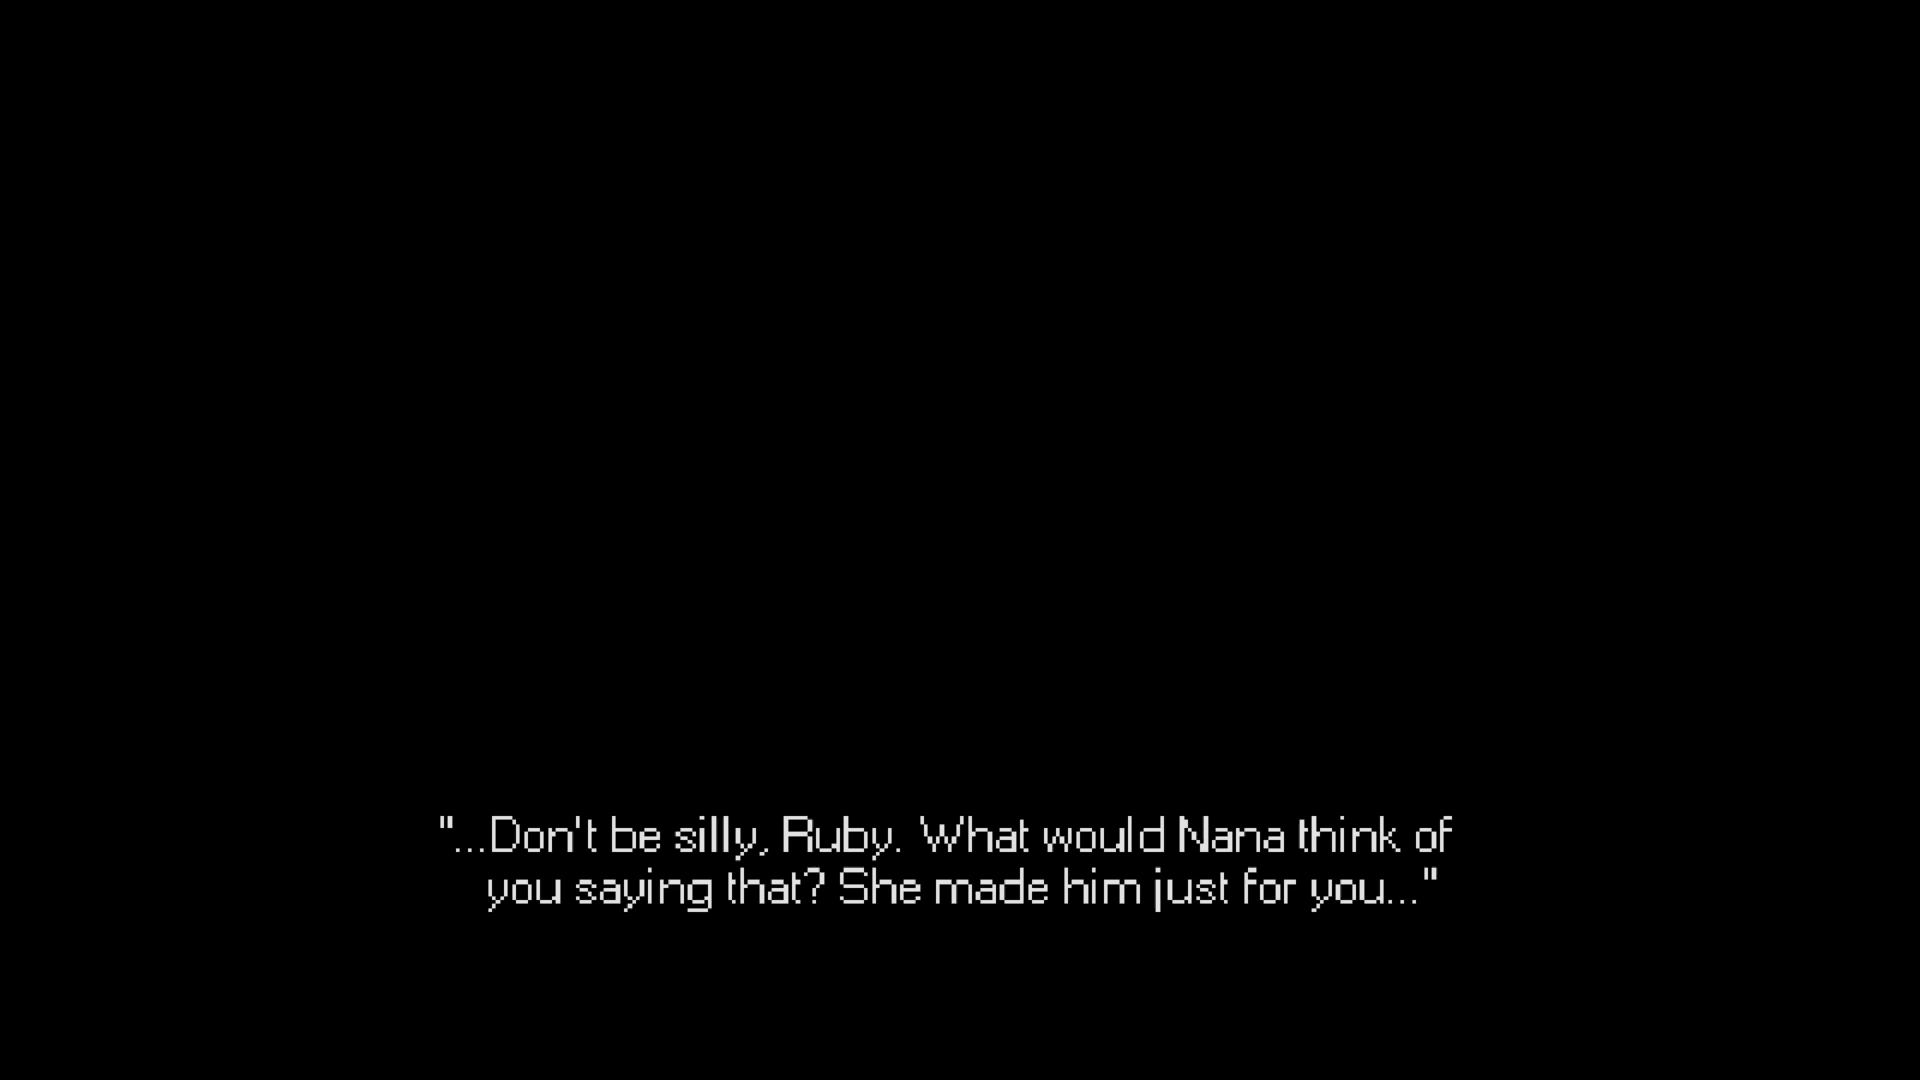 "...Don't be silly, Ruby. What would Nana think of
you saying that? She made him just for you..."